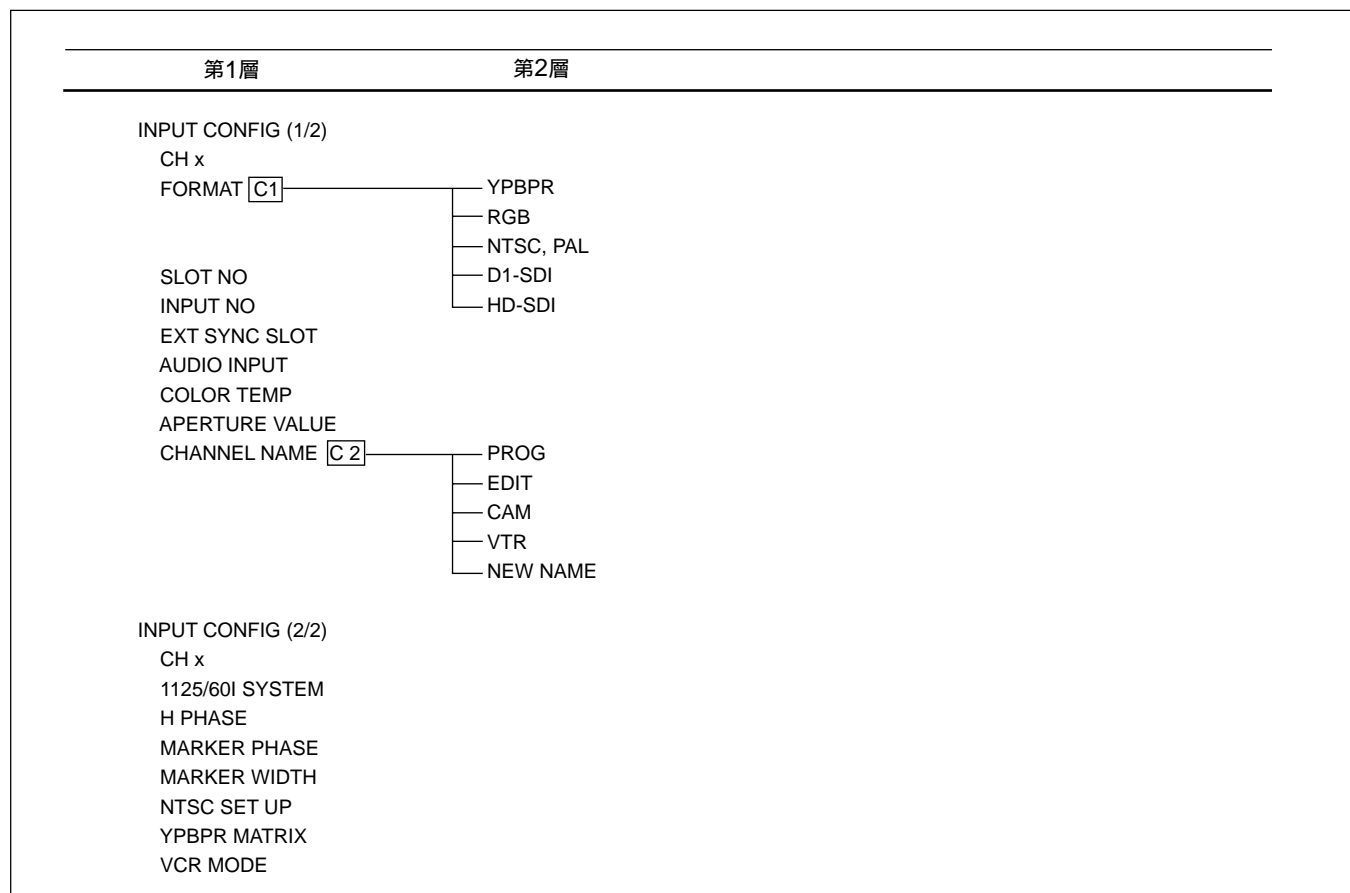 第1層 第2層
INPUT CONFIG (1/2)
CH x
FORMAT C1 YPBPR
RGB
NTSC, PAL
SLOT NO D1-SDI
INPUT NO HD-SDI
EXT SYNC SLOT
AUDIO INPUT
COLOR TEMP
APERTURE VALUE
CHANNEL NAME C 2 PROG
EDIT
CAM
VTR
NEW NAME
INPUT CONFIG (2/2)
CH x
1125/60I SYSTEM
H PHASE
MARKER PHASE
MARKER WIDTH
NTSC SET UP
YPBPR MATRIX
VCR MODE